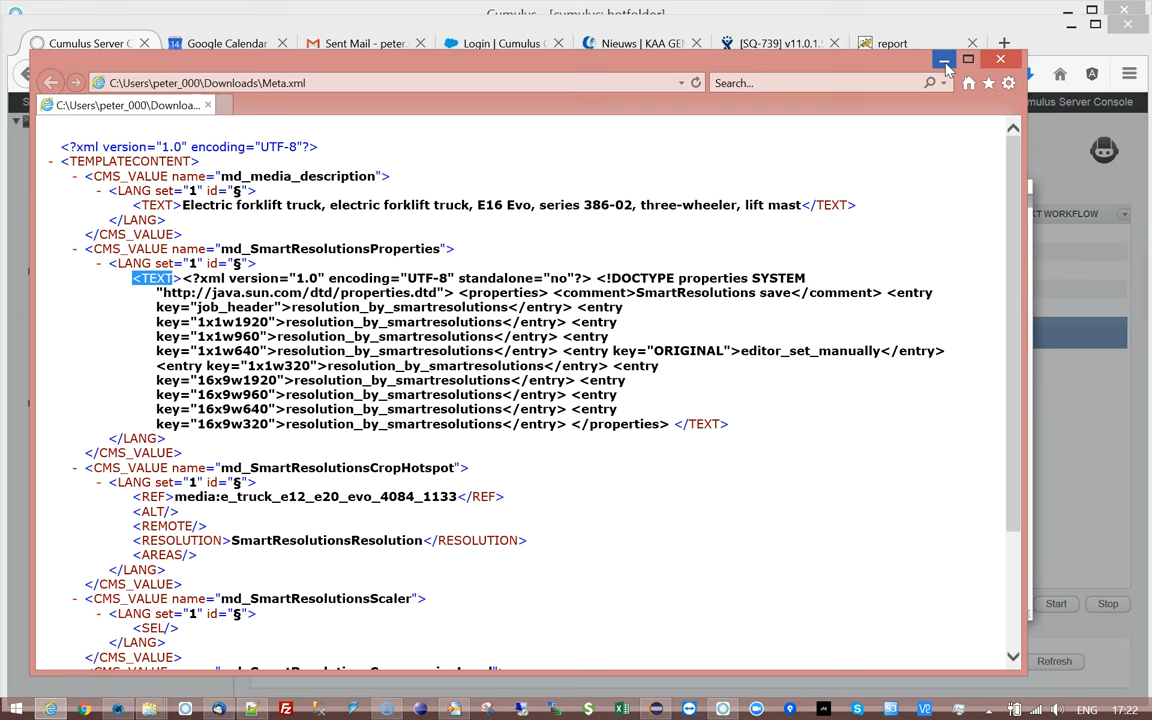 Cumulus - [cumulus: hotfolder]
Cumulus Server C
Google Calendar
Sent Mail - peter.
Login | Cumulus
Nieuws | KAA GE
[SQ-739] v11.0.1.
report
C:\Users\peter_000\Downloads\Meta.xml
Search...
C:\Users\peter_000\Downloa...
Cumulus Server Console
<?xml version="1.0" encoding="UTF-8"?>
- <TEMPLATECONTENT>
- <CMS_VALUE name="md_media_description">
- <LANG set="1" id="§">
<TEXT>Electric forklift truck, electric forklift truck, E16 Evo, series 386-02, three-wheeler, lift mast</TEXT>
</LANG>
</CMS_VALUE>
- <CMS_VALUE name="md_SmartResolutionsProperties">
- <LANG set="1" id="§">
<TEXT><?xml version="1.0" encoding="UTF-8" standalone="no"?> <!DOCTYPE properties SYSTEM
"http://java.sun.com/dtd/properties.dtd"> <properties> <comment>SmartResolutions save</comment> <entry
key="job_header">resolution_by_smartresolutions</entry> <entry
key="1x1w1920">resolution_by_smartresolutions</entry> <entry
key="1x1w960">resolution_by_smartresolutions</entry> <entry
key="1x1w640">resolution_by_smartresolutions</entry> <entry key="ORIGINAL">editor_set_manually</entry>
<entry key="1x1w320">resolution_by_smartresolutions</entry> <entry
key="16x9w1920">resolution_by_smartresolutions</entry> <entry
key="16x9w960">resolution_by_smartresolutions</entry> <entry
key="16x9w640">resolution_by_smartresolutions</entry> <entry
key="16x9w320">resolution_by_smartresolutions</entry> </properties> </TEXT>
</LANG>
</CMS_VALUE>
- <CMS_VALUE name="md_SmartResolutionsCropHotspot">
- <LANG set="1" id="§">
<REF>media:e_truck_e12_e20_evo_4084_1133</REF>
<ALT/>
<REMOTE/>
<RESOLUTION>SmartResolutionsResolution</RESOLUTION>
<AREAS/>
</LANG>
</CMS_VALUE>
- <CMS_VALUE name="md_SmartResolutionsScaler">
- <LANG set="1" id="§">
<SEL/>
</LANG>
</CMS_VALUE>
T WORKFLOW
Start
Stop
Refresh
ENG
17:22